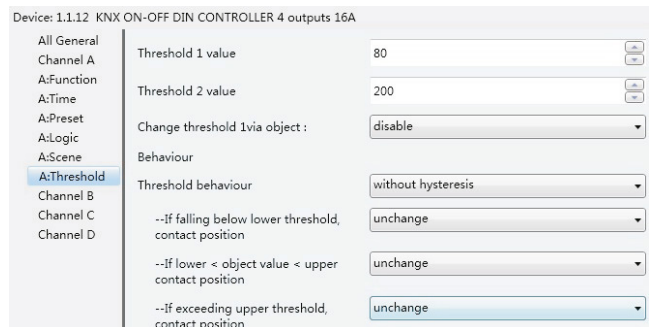 Device: 1.1.12 KNX ON-OFF DIN CONTROLLER 4 outputs 16A
All General
Channel A
A:Function
A:Time
A:Preset
A:Logic
A:Scene
A:Threshold
Channel B
Channel C
Channel D
Threshold 1 value
80
Threshold 2 value
200
Change threshold 1via object :
disable
Behaviour
Threshold behaviour
without hysteresis
--If falling below lower threshold,
contact position
unchange
--If lower < object value < upper
contact position
unchange
--If exceeding upper threshold,
contact position
unchange